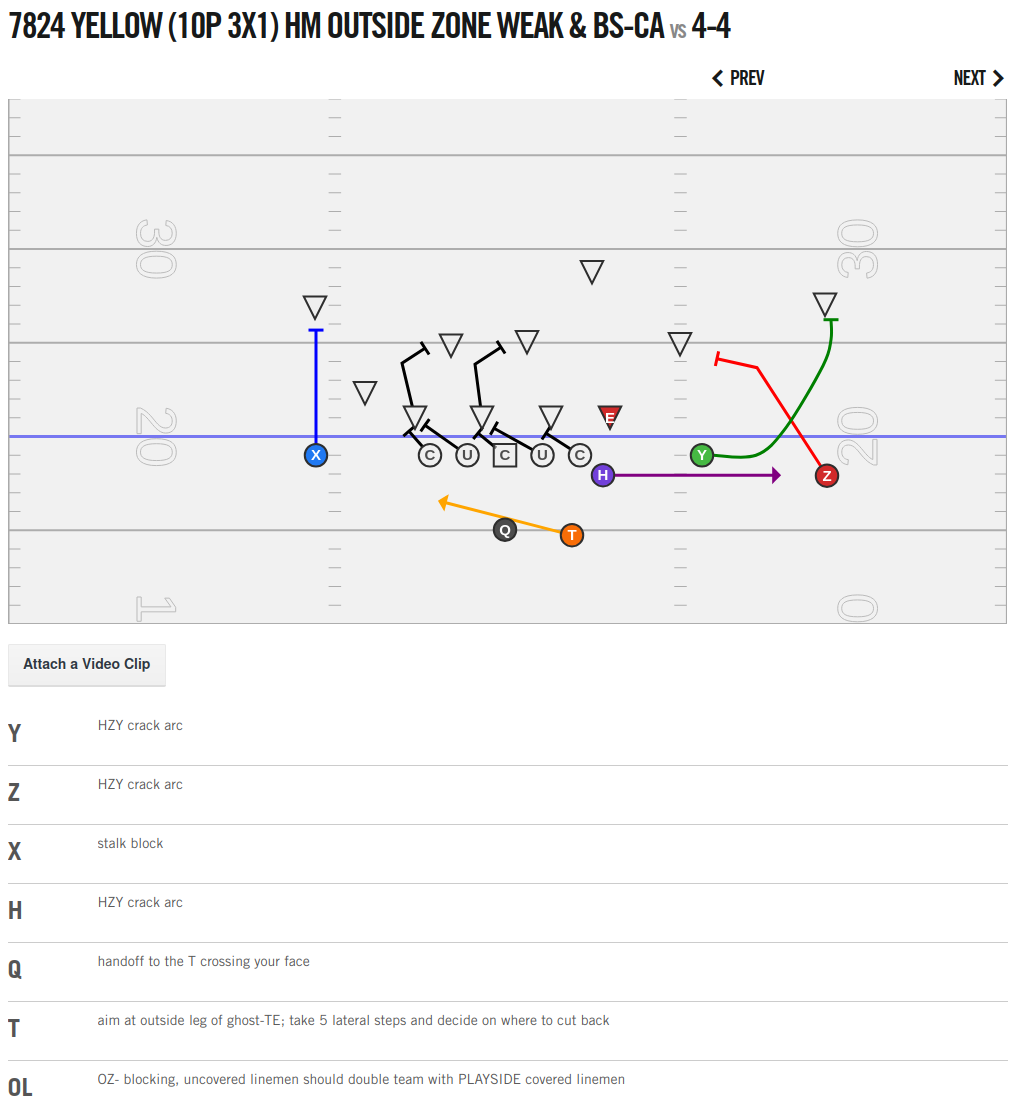 7824 YELLOW (10P 3X1) HM OUTSIDE ZONE WEAK & BS-CA VS 4-4
PREV NEXT
30 30
20 20
E
X C U C U C Y
H Z
Q T
1 0
Attach a Video Clip
Y HZY crack arc
Z HZY crack arc
X stalk block
H HZY crack arc
Q handoff to the T crossing your face
T aim at outside leg of ghost-TE; take 5 lateral steps and decide on where to cut back
OL OZ- blocking, uncovered linemen should double team with PLAYSIDE covered linemen